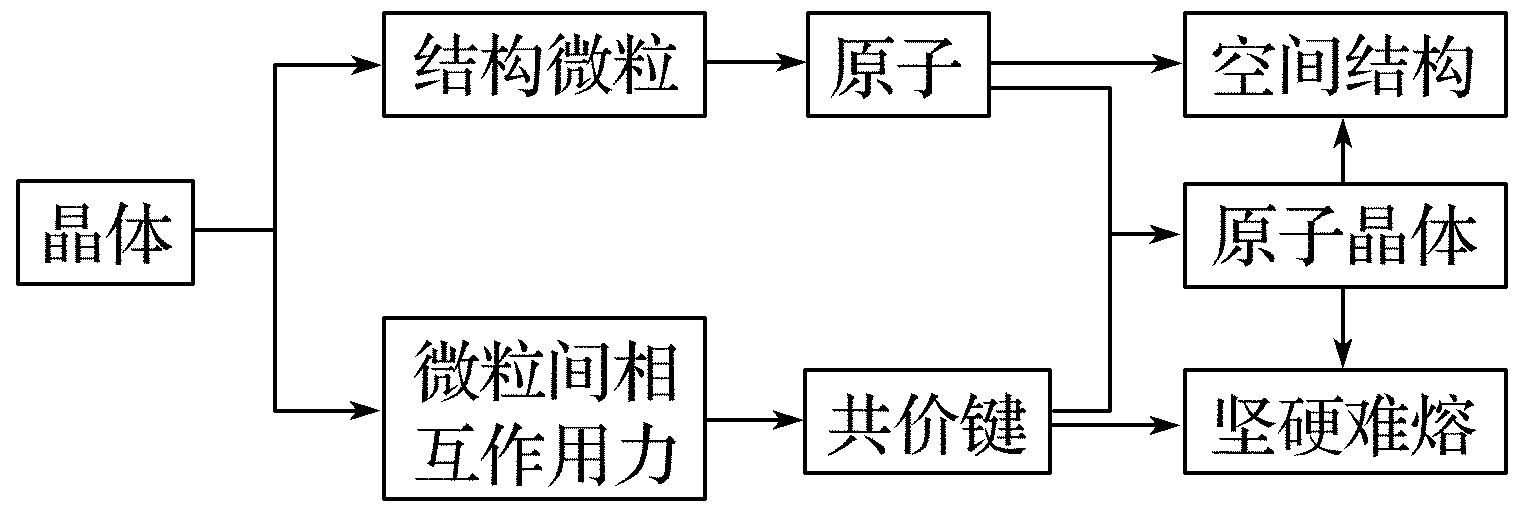 结构微粒
原子
空间结构
晶体
原子晶体
微粒间相
互作用力
共价键
坚硬难熔